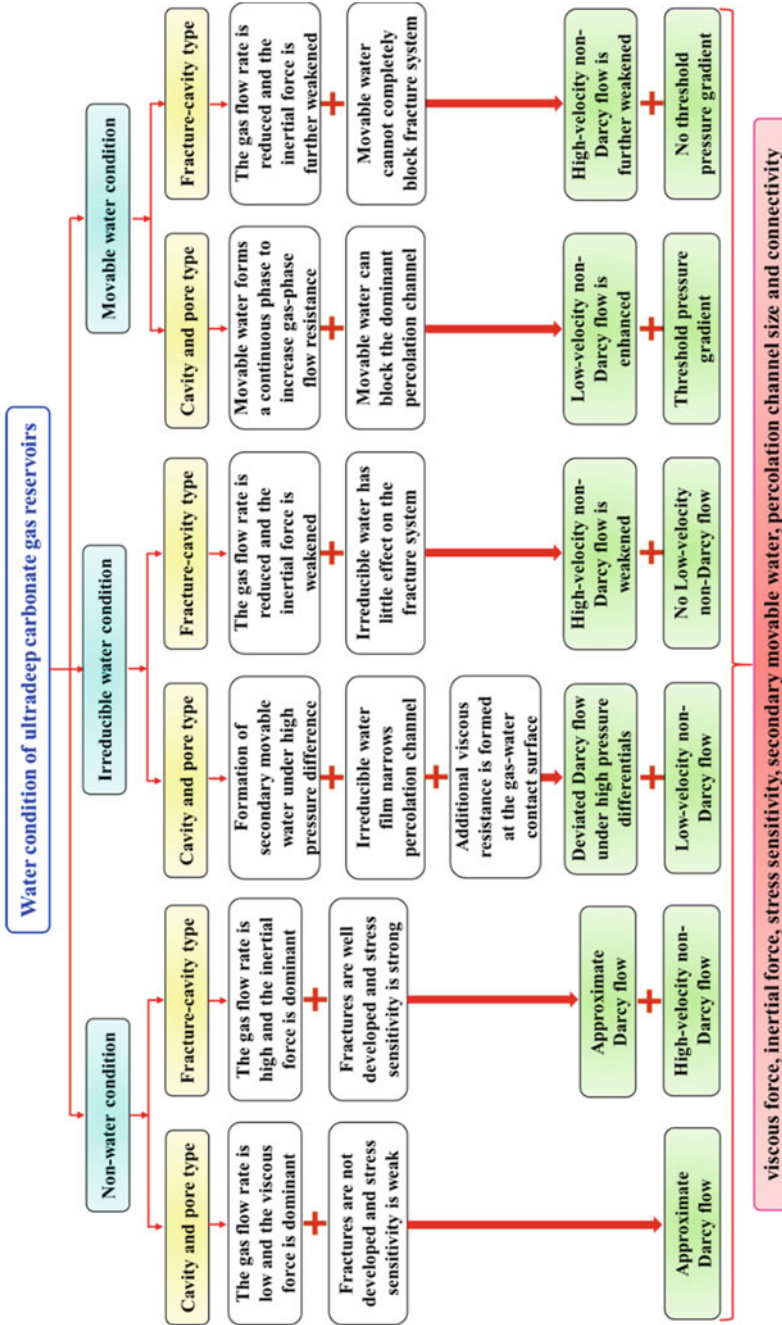 Water condition of ultradeep carbonate gas reservoirs
Non-water condition
Cavity and pore type
The gas flow rate is
low and the viscous
force is dominant
+
Fractures are not
developed and stress
sensitivity is weak
Approximate
Darcy flow
Fracture-cavity type
The gas flow rate is
high and the inertial
force is dominant
+
Fractures are well
developed and stress
sensitivity is strong
Approximate
Darcy flow
+
High-velocity non-
Darcy flow
Irreducible water condition
Cavity and pore type
Formation of
secondary movable
water under high
pressure difference
+
Irreducible water
film narrows
percolation channel
+
Additional viscous
resistance is formed
at the gas-water
contact surface
Deviated Darcy flow
under high pressure
differentials
+
Low-velocity non-
Darcy flow
Fracture-cavity type
The gas flow rate is
reduced and the
inertial force is
weakened
+
Irreducible water has
little effect on the
fracture system
High-velocity non-
Darcy flow is
weakened
+
No Low-velocity
non-Darcy flow
Movable water condition
Cavity and pore type
Movable water forms
a continuous phase to
increase gas-phase
flow resistance
+
Movable water can
block the dominant
percolation channel
Low-velocity non-
Darcy flow is
enhanced
+
Threshold pressure
gradient
Fracture-cavity type
The gas flow rate is
reduced and the
inertial force is
further weakened
+
Movable water
cannot completely
block fracture system
High-velocity non-
Darcy flow is
further weakened
+
No threshold
pressure gradient
viscous force, inertial force, stress sensitivity, secondary movable water, percolation channel size and connectivity